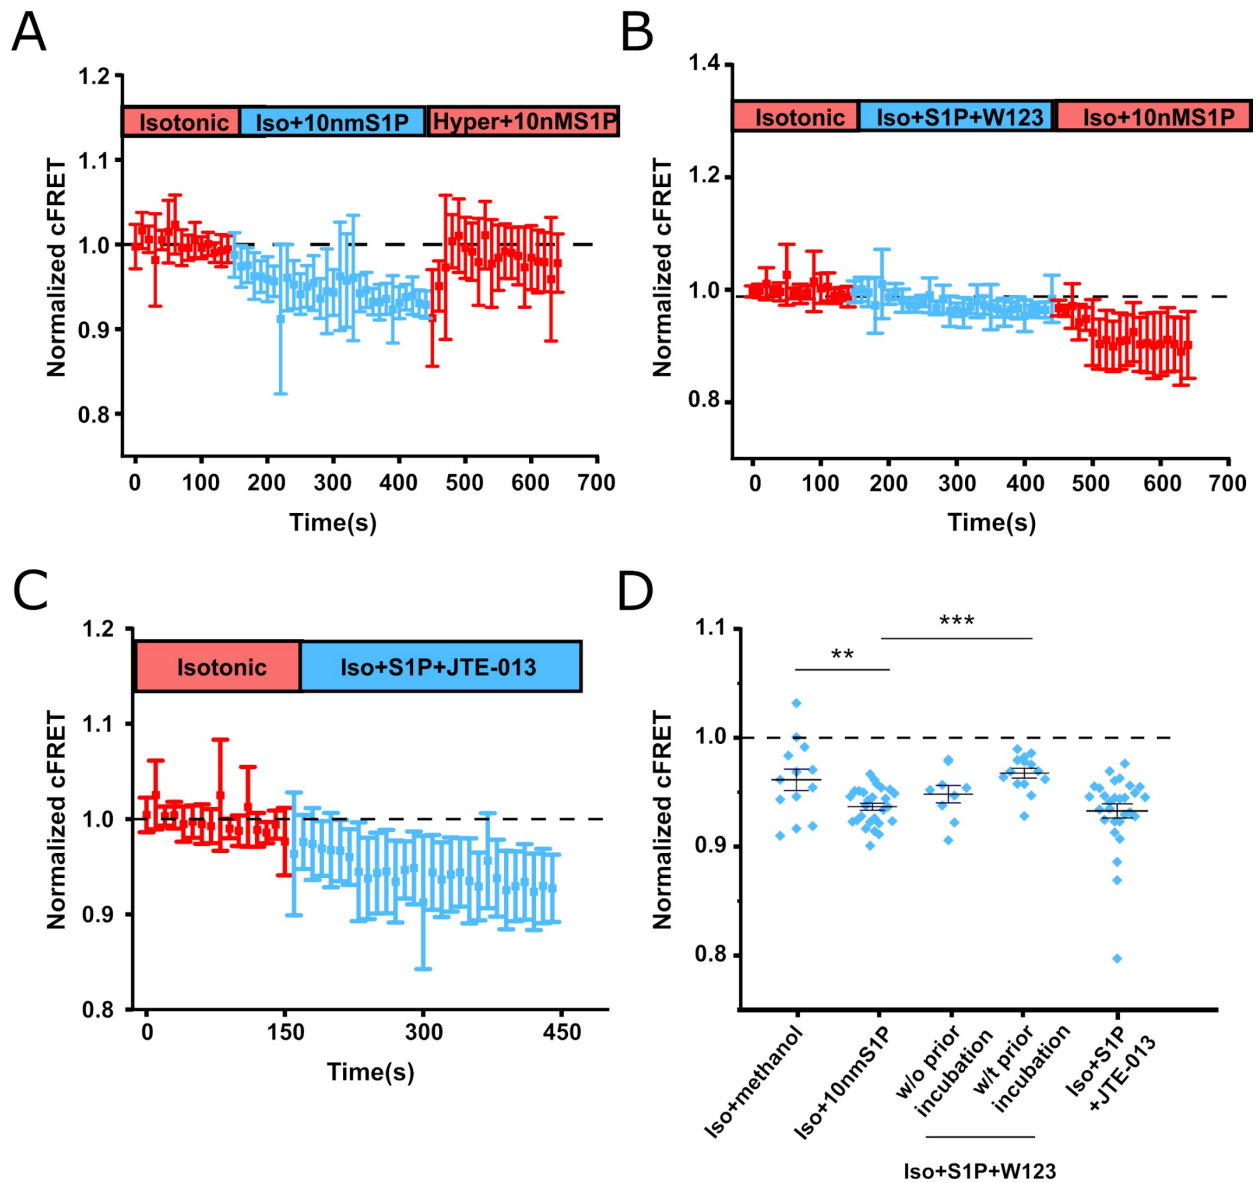 A
1.2
Isotonic Iso+10nmS1P Hyper+10nMS1P
1.1
1.0
0.9
0.8
Normalized cFRET
0 100 200 300 400 500 600 700
Time(s)
B
1.4
1.2
Isotonic Iso+S1P+W123 Iso+10nMS1P
1.0
0.8
Normalized cFRET
0 100 200 300 400 500 600 700
Time(s)
C
1.2
Isotonic Iso+S1P+JTE-013
1.1
1.0
0.9
0.8
Normalized cFRET
0 150 300 450
Time(s)
D
1.1
***
**
1.0
0.9
0.8
Normalized cFRET
Iso+methanol
Iso+10nmS1P
w/o prior
incubation
w/t prior
incubation
Iso+S1P
+JTE-013
Iso+S1P+W123